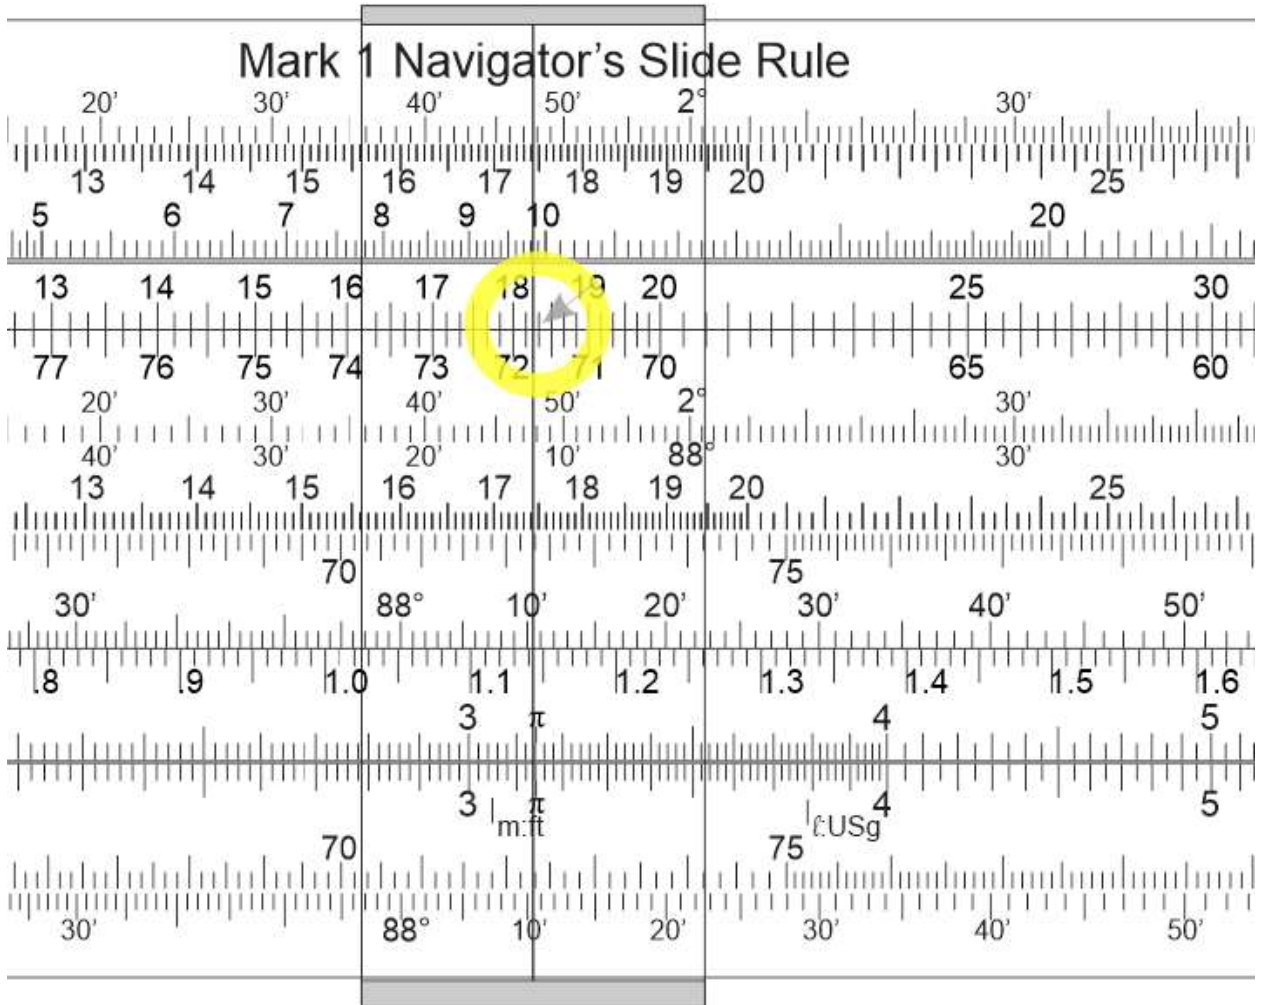 Mark 1 Navigator’s Slide Rule
20’ 30’ 40’ 50’ 2° 30’
13 14 15 16 17 18 19 20 25
5 6 7 8 9 10 20
13 14 15 16 17 18 19 20 25 30
77 76 75 74 73 72 71 70 65 60
20’ 30’ 40’ 50’ 2° 30’
40’ 30’ 20’ 10’ 88° 30’
13 14 15 16 17 18 19 20 25
70 75
30’ 88° 10’ 20’ 30’ 40’ 50’
.8 .9 1.0 1.1 1.2 1.3 1.4 1.5 1.6
3 π 4 5
3 π 4 5
m:ft ℓ:USg
70 75
30’ 88° 10’ 20’ 30’ 40’ 50’